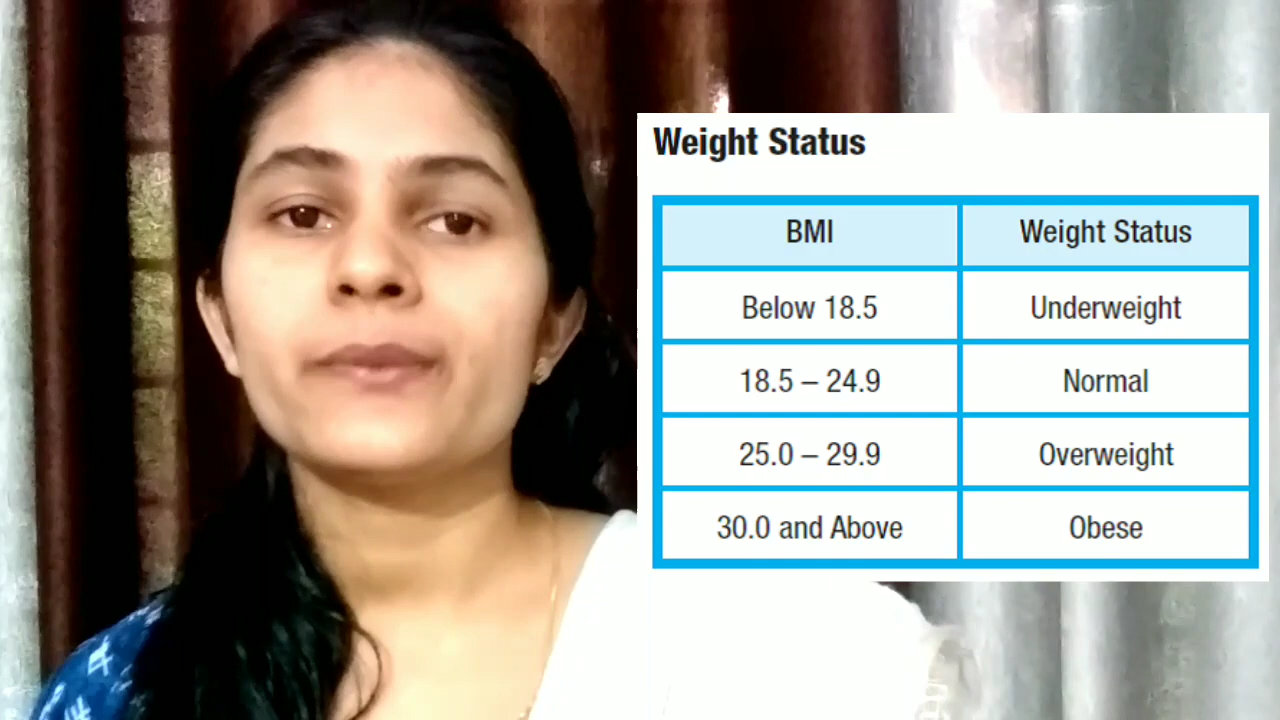 Weight Status
BMI Weight Status
Below 18.5 Underweight
18.5 – 24.9 Normal
25.0 – 29.9 Overweight
30.0 and Above Obese